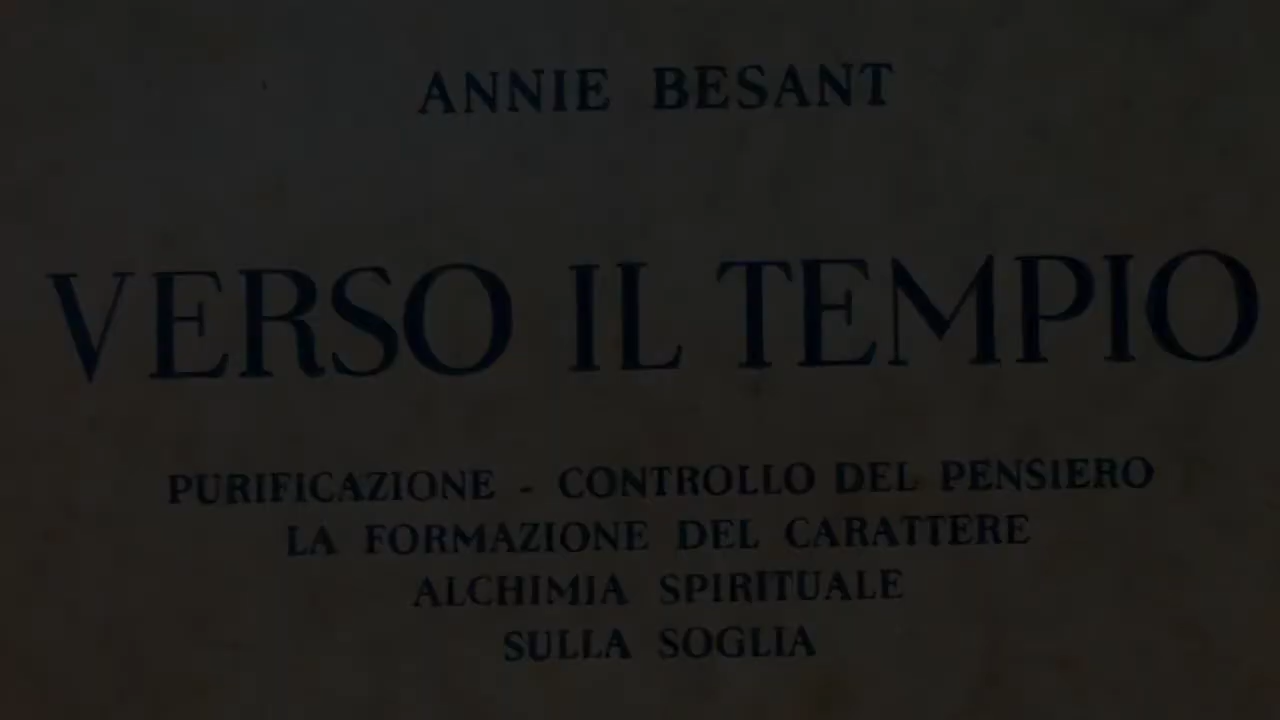 ANNIE BESANT
VERSO IL TEMPIO
PURIFICAZIONE - CONTROLLO DEL PENSIERO
LA FORMAZIONE DEL CARATTERE
ALCHIMIA SPIRITUALE
SULLA SOGLIA